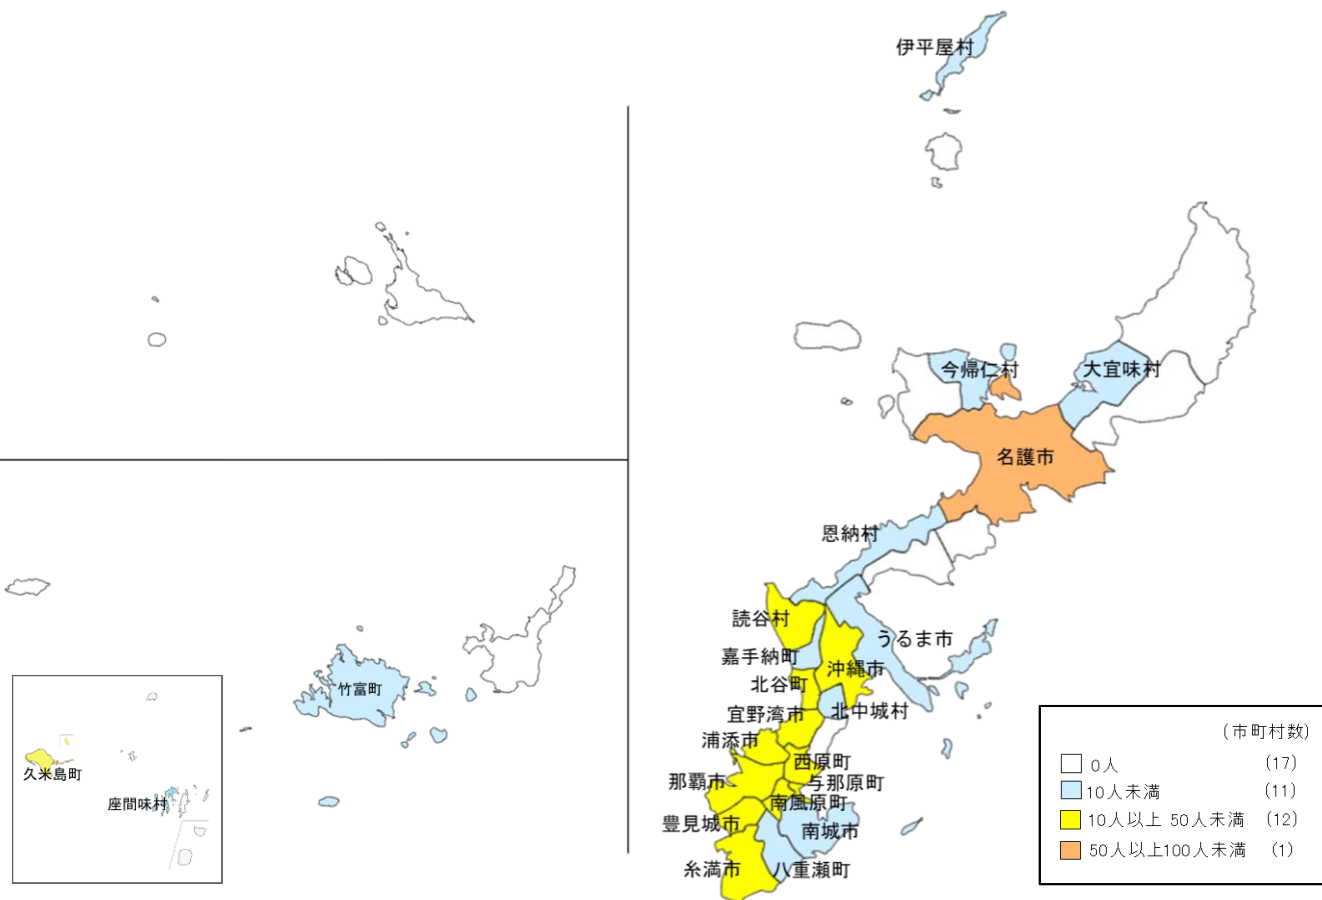 伊平屋村
今帰仁村
大宜味村
名護市
恩納村
読谷村
うるま市
嘉手納町
沖縄市
北谷町
竹富町
宜野湾市
北中城村
浦添市
西原町
久米島町
那覇市
与那原町
座間味村
南風原町
豊見城市
南城市
糸満市
八重瀬町
(市町村数)
0人 (17)
10人未満 (11)
10人以上 50人未満 (12)
50人以上100人未満 (1)